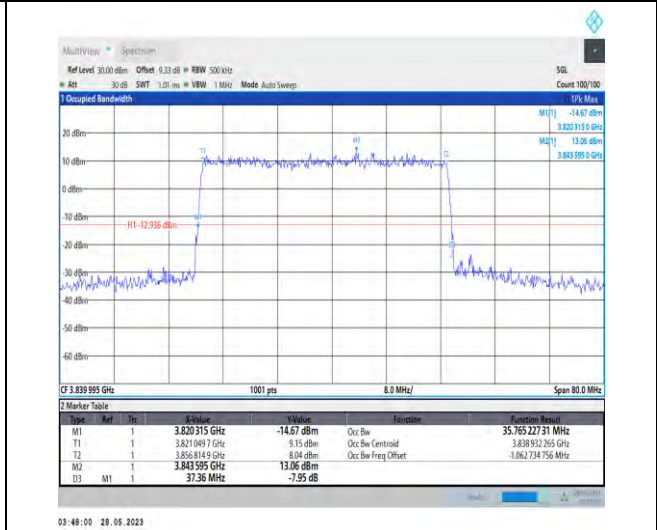 MultiView Spectrum
Ref Level 30.00 dBm Offset 9.33 dB RBW 500 kHz SGL
Att 30 dB SWT 1.01 ms VBW 1 MHz Mode Auto Sweep Count 100/100
1 Occupied Bandwidth 1Pk Max
M1[1] -14.67 dBm
3.820 315 0 GHz
M2[1] 13.06 dBm
3.843 595 0 GHz
20 dBm
T1 M2 T2
10 dBm
0 dBm
-10 dBm
H1 -12.936 dBm
-20 dBm
-30 dBm
-40 dBm
-50 dBm
-60 dBm
CF 3.839 995 GHz 1001 pts 8.0 MHz/ Span 80.0 MHz
2 Marker Table
Type Ref Trc X-Value Y-Value Function Function Result
M1 1 3.820 315 GHz -14.67 dBm Occ Bw 35.765 227 31 MHz
T1 1 3.821 049 7 GHz 9.15 dBm Occ Bw Centroid 3.838 932 265 GHz
T2 1 3.856 814 9 GHz 8.04 dBm Occ Bw Freq Offset -1.062 734 756 MHz
M2 1 3.843 595 GHz 13.06 dBm
D3 M1 1 37.36 MHz -7.95 dB
03:48:00 28.05.2023